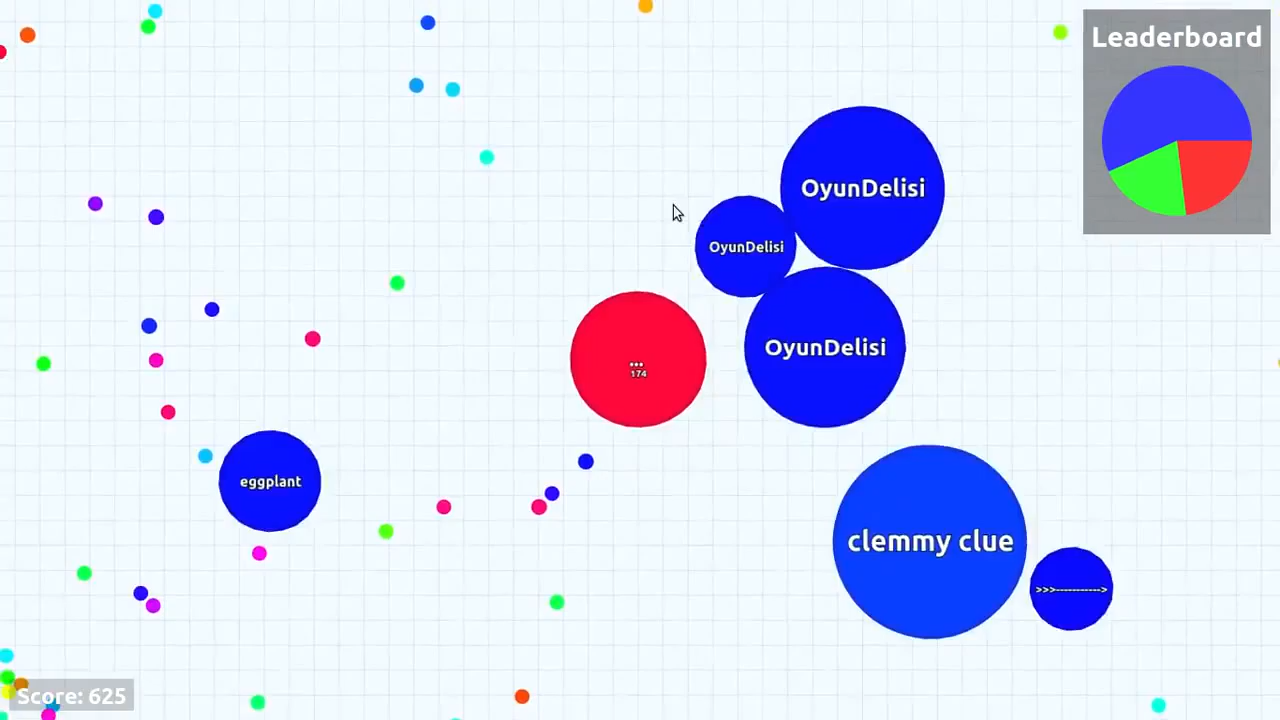 Leaderboard
OyunDelisi
OyunDelisi
OyunDelisi
...
174
eggplant
clemmy clue
>>>----------->
Score: 625